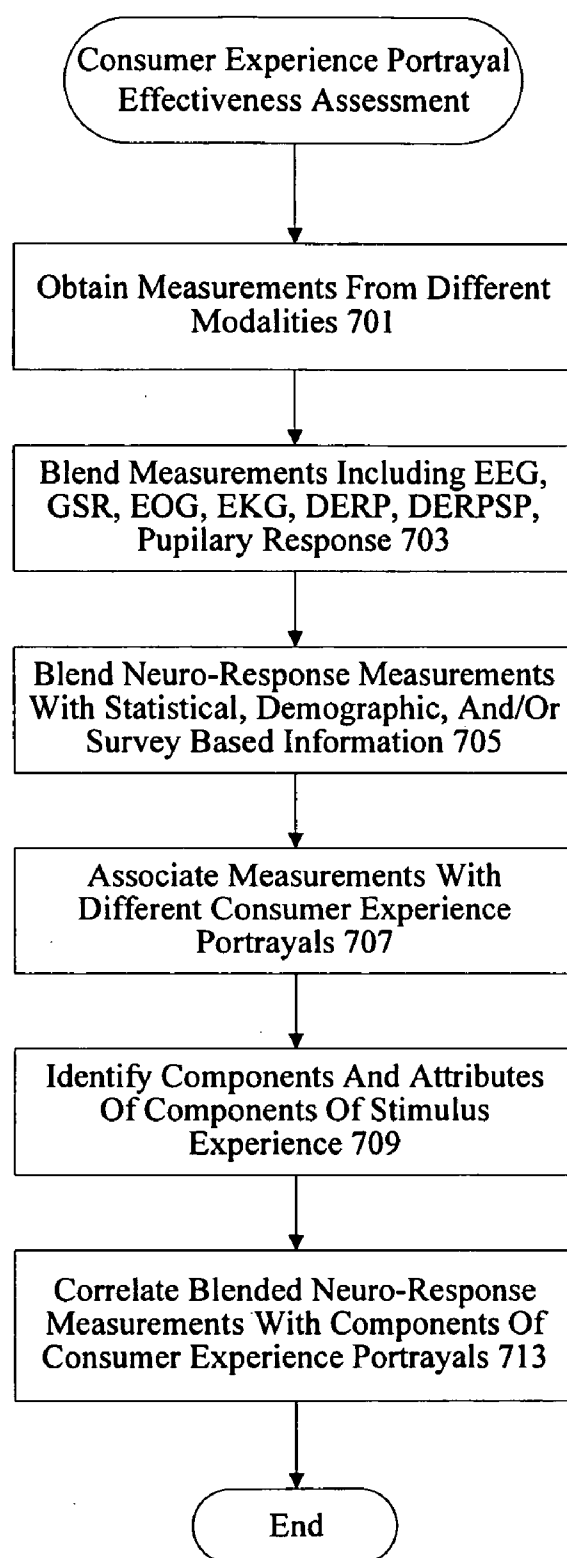 Consumer Experience Portrayal
Effectiveness Assessment
Obtain Measurements From Different
Modalities 701
Blend Measurements Including EEG,
GSR, EOG, EKG, DERP, DERPSP,
Pupilary Response 703
Blend Neuro-Response Measurements
With Statistical, Demographic, And/Or
Survey Based Information 705
Associate Measurements With
Different Consumer Experience
Portrayals 707
Identify Components And Attributes
Of Components Of Stimulus
Experience 709
Correlate Blended Neuro-Response
Measurements With Components Of
Consumer Experience Portrayals 713
End